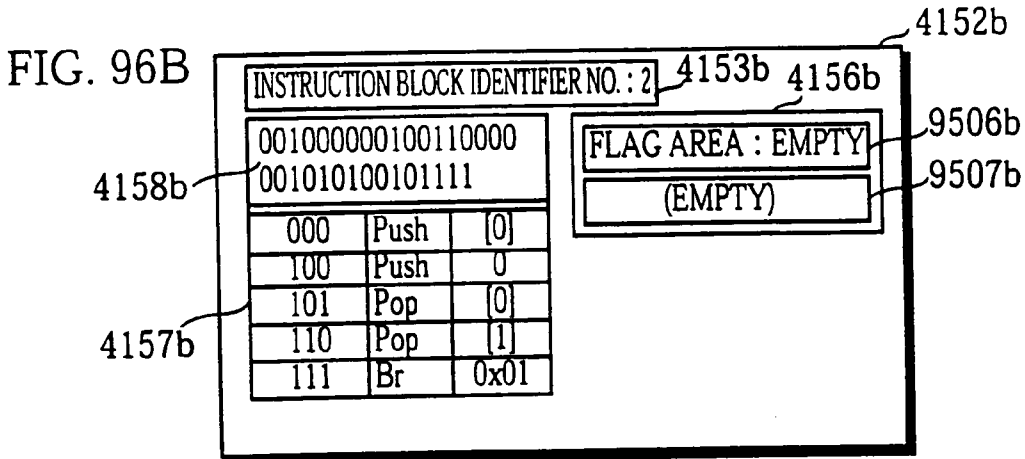 4152b
FIG. 96B
INSTRUCTION BLOCK IDENTIFIER NO. : 2
4153b
4156b
001000000100110000
001010100101111
4158b
FLAG AREA : EMPTY
9506b
(EMPTY)
9507b
000 Push [0]
100 Push 0
101 Pop [0]
110 Pop [1]
111 Br 0x01
4157b